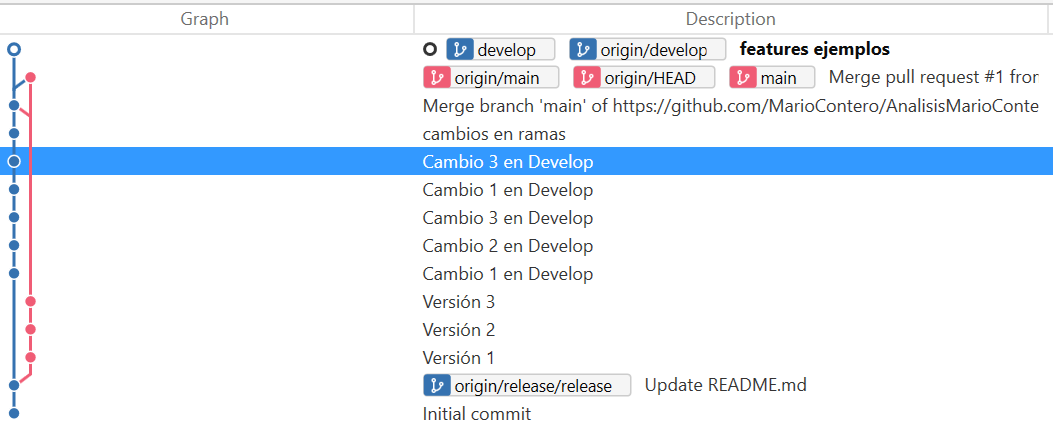 Graph Description
develop origin/develop features ejemplos
origin/main origin/HEAD main Merge pull request #1 fror
Merge branch 'main' of https://github.com/MarioContero/AnalisisMarioConte
cambios en ramas
Cambio 3 en Develop
Cambio 1 en Develop
Cambio 3 en Develop
Cambio 2 en Develop
Cambio 1 en Develop
Versión 3
Versión 2
Versión 1
origin/release/release Update README.md
Initial commit